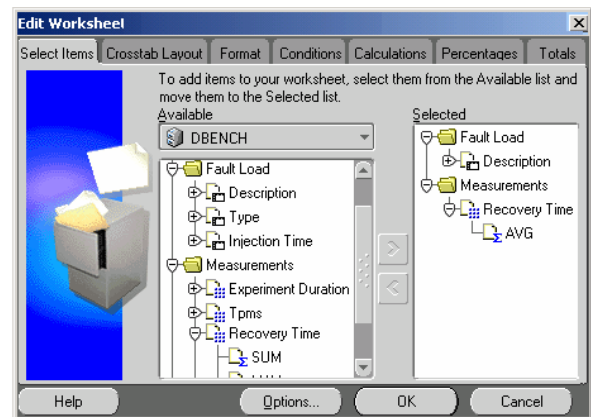 Edit Worksheet
Select Items Crosstab Layout Format Conditions Calculations Percentages Totals
To add items to your worksheet, select them from the Available list and
move them to the Selected list.
Available
DBENCH
Fault Load
Description
Type
Injection Time
Measurements
Experiment Duration
Tpms
Recovery Time
SUM
Selected
Fault Load
Description
Measurements
Recovery Time
AVG
Help Options... OK Cancel